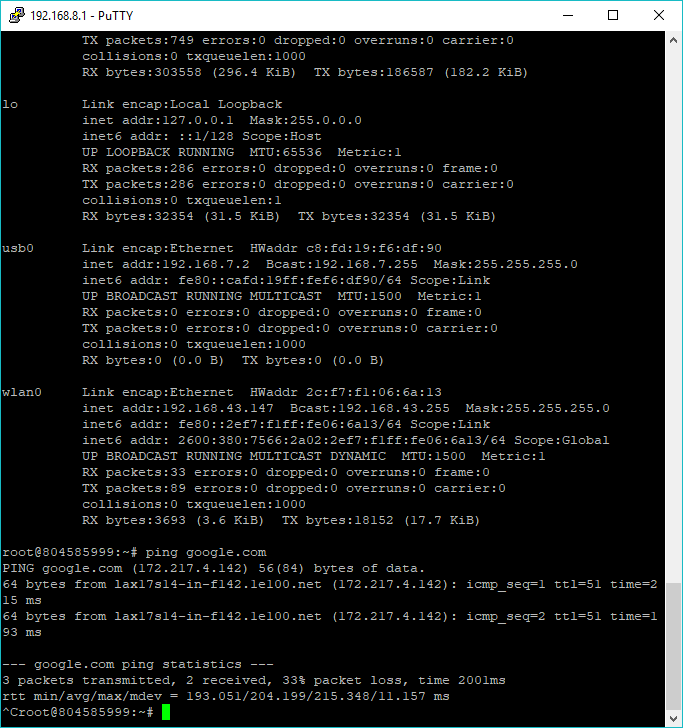 192.168.8.1 - PuTTY
TX packets:749 errors:0 dropped:0 overruns:0 carrier:0
collisions:0 txqueuelen:1000
RX bytes:303558 (296.4 KiB)  TX bytes:186587 (182.2 KiB)
lo        Link encap:Local Loopback
inet addr:127.0.0.1  Mask:255.0.0.0
inet6 addr: ::1/128 Scope:Host
UP LOOPBACK RUNNING  MTU:65536  Metric:1
RX packets:286 errors:0 dropped:0 overruns:0 frame:0
TX packets:286 errors:0 dropped:0 overruns:0 carrier:0
collisions:0 txqueuelen:1
RX bytes:32354 (31.5 KiB)  TX bytes:32354 (31.5 KiB)
usb0      Link encap:Ethernet  HWaddr c8:fd:19:f6:df:90
inet addr:192.168.7.2  Bcast:192.168.7.255  Mask:255.255.255.0
inet6 addr: fe80::cafd:19ff:fef6:df90/64 Scope:Link
UP BROADCAST RUNNING MULTICAST  MTU:1500  Metric:1
RX packets:0 errors:0 dropped:0 overruns:0 frame:0
TX packets:0 errors:0 dropped:0 overruns:0 carrier:0
collisions:0 txqueuelen:1000
RX bytes:0 (0.0 B)  TX bytes:0 (0.0 B)
wlan0     Link encap:Ethernet  HWaddr 2c:f7:f1:06:6a:13
inet addr:192.168.43.147  Bcast:192.168.43.255  Mask:255.255.255.0
inet6 addr: fe80::2ef7:f1ff:fe06:6a13/64 Scope:Link
inet6 addr: 2600:380:7566:2a02:2ef7:f1ff:fe06:6a13/64 Scope:Global
UP BROADCAST RUNNING MULTICAST DYNAMIC  MTU:1500  Metric:1
RX packets:33 errors:0 dropped:0 overruns:0 frame:0
TX packets:89 errors:0 dropped:0 overruns:0 carrier:0
collisions:0 txqueuelen:1000
RX bytes:3693 (3.6 KiB)  TX bytes:18152 (17.7 KiB)
root@804585999:~# ping google.com
PING google.com (172.217.4.142) 56(84) bytes of data.
64 bytes from lax17s14-in-f142.1e100.net (172.217.4.142): icmp_seq=1 ttl=51 time=2
15 ms
64 bytes from lax17s14-in-f142.1e100.net (172.217.4.142): icmp_seq=2 ttl=51 time=1
93 ms
--- google.com ping statistics ---
3 packets transmitted, 2 received, 33% packet loss, time 2001ms
rtt min/avg/max/mdev = 193.051/204.199/215.348/11.157 ms
^Croot@804585999:~#